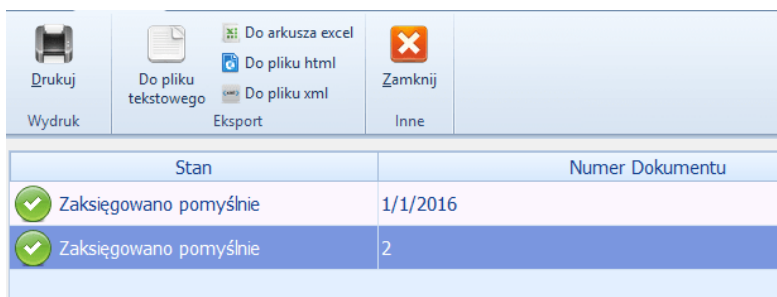 Drukuj
Do pliku
tekstowego
Do arkusza excel
Do pliku html
Do pliku xml
Zamknij
Wydruk
Eksport
Inne
Stan
Numer Dokumentu
Zaksięgowano pomyślnie
1/1/2016
Zaksięgowano pomyślnie
2